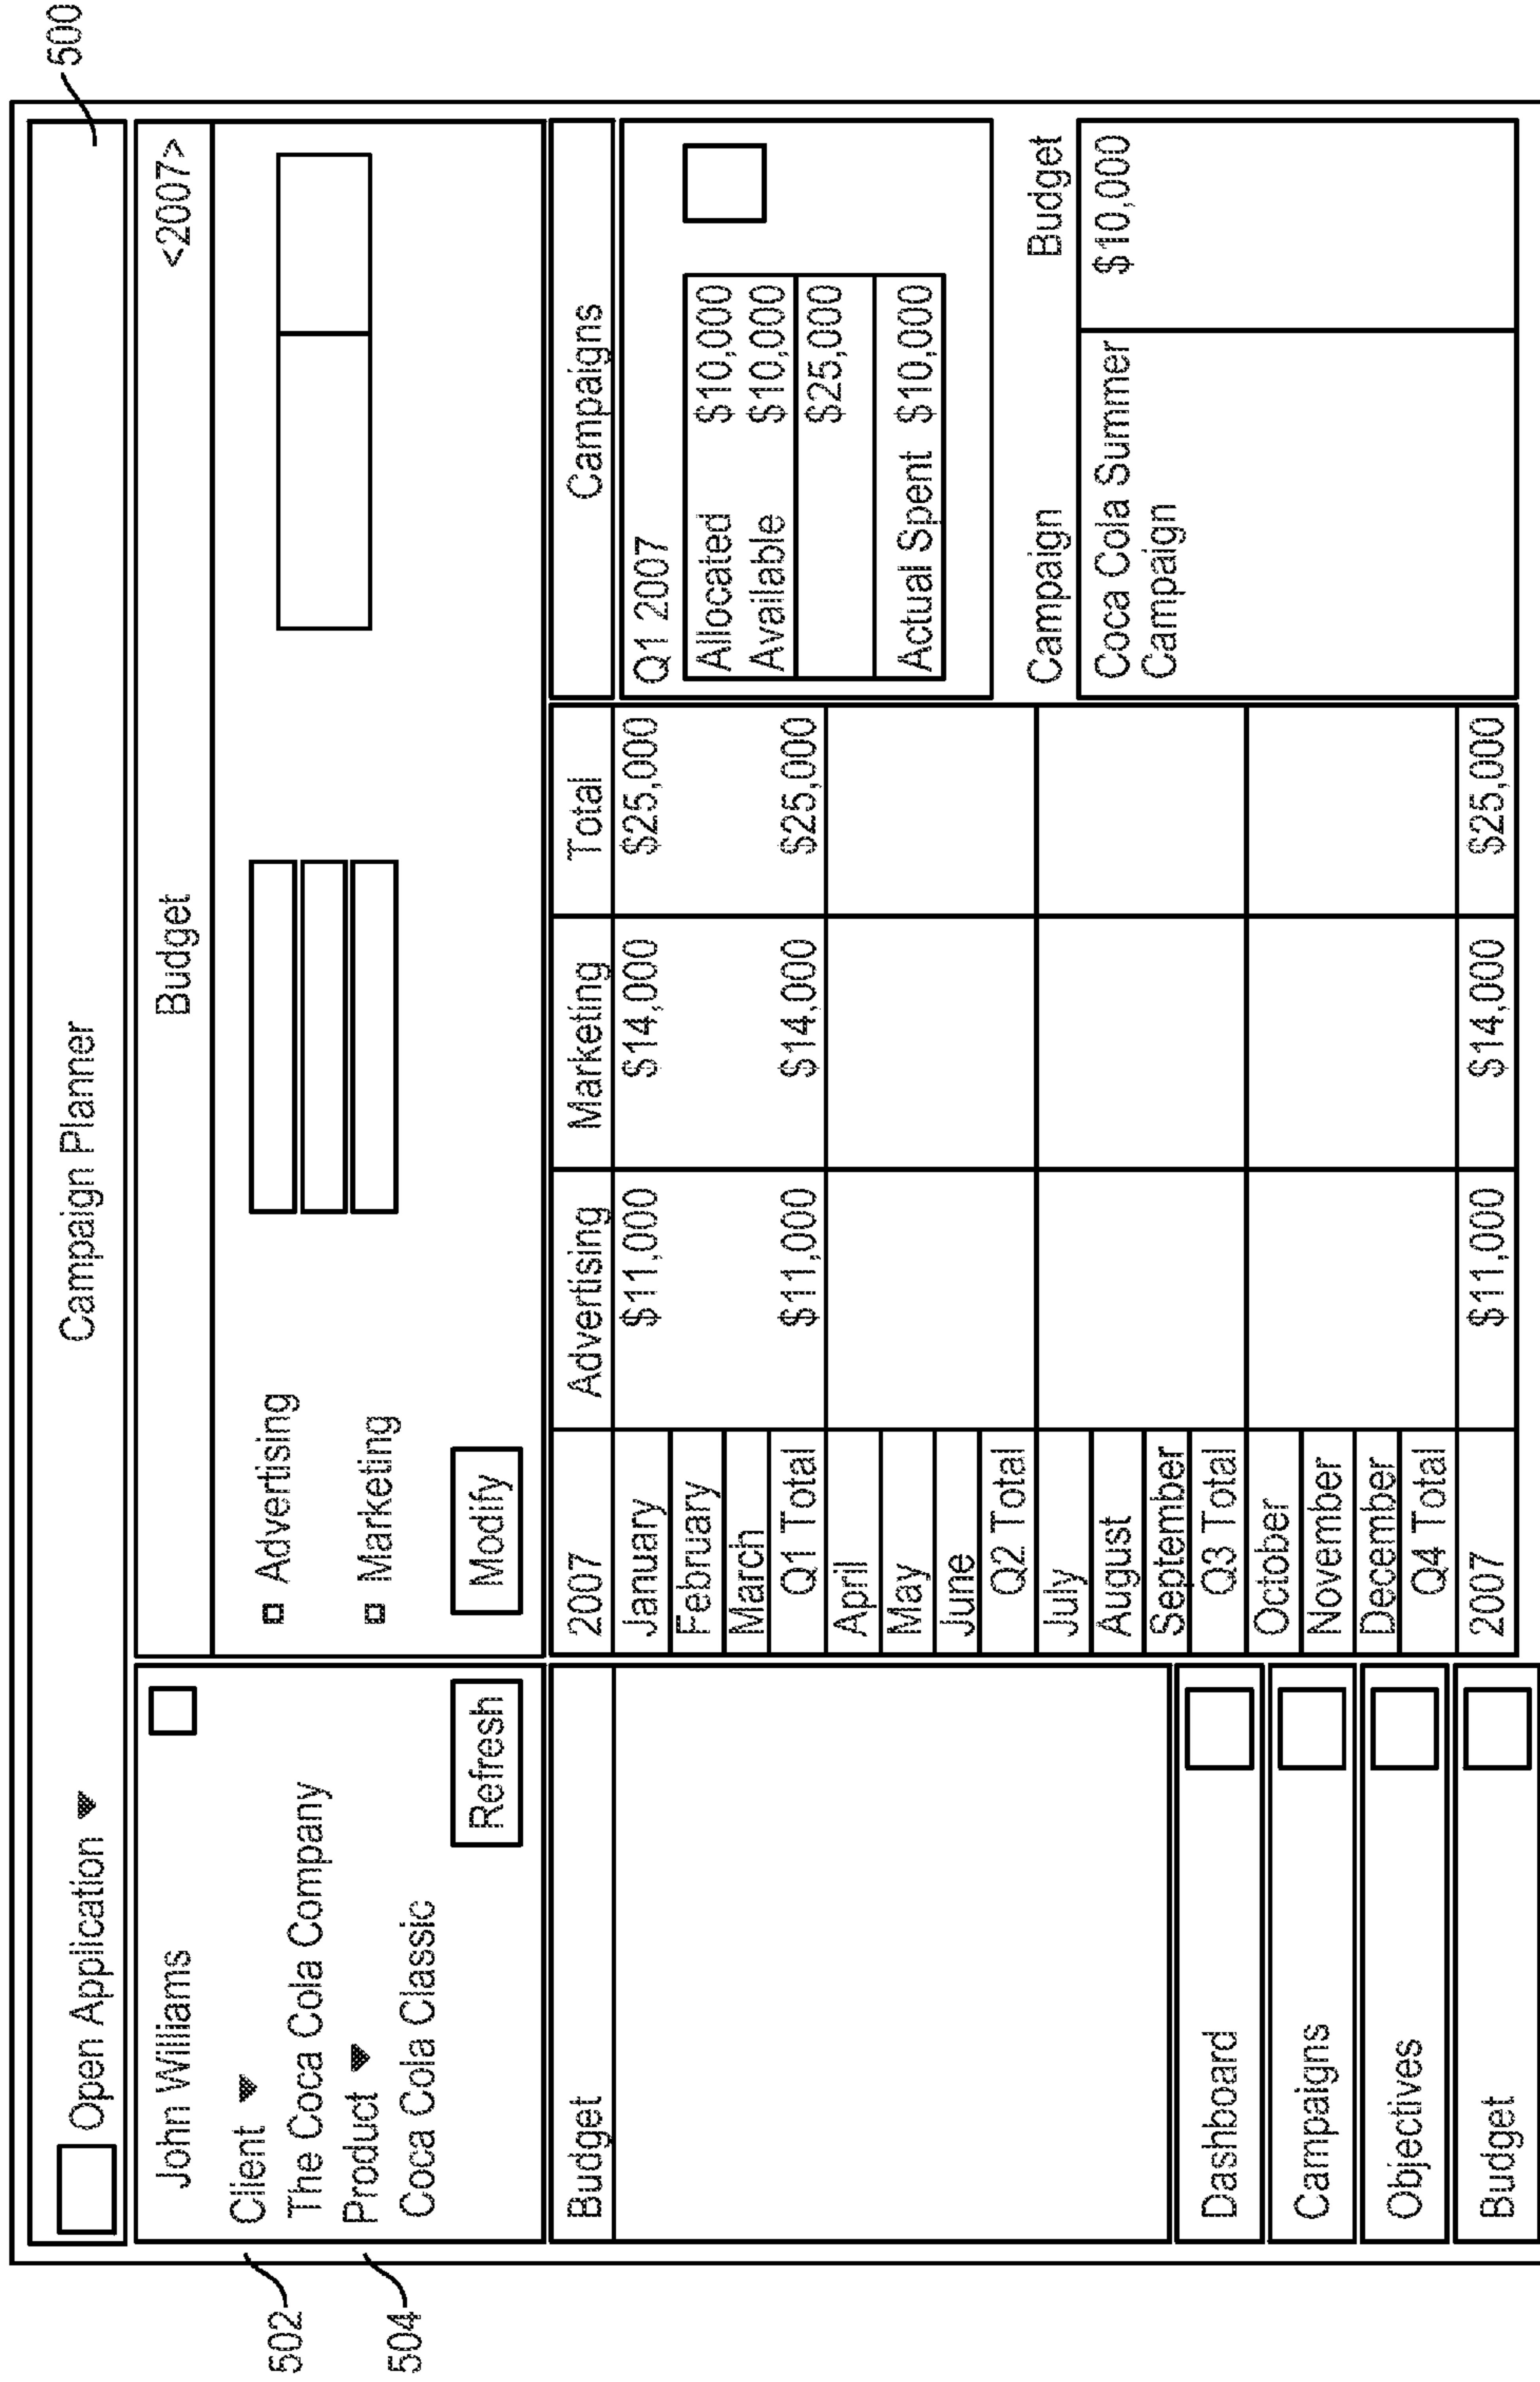 500
Open Application
Campaign Planner
John Williams
Client
502
The Coca Cola Company
Product
504
Coca Cola Classic
Refresh
Budget <2007>
Advertising
Marketing
Modify
Budget
Dashboard
Campaigns
Objectives
Budget
2007 Advertising Marketing Total
January $11,000 $14,000 $25,000
February
March
Q1 Total $11,000 $14,000 $25,000
April
May
June
Q2 Total
July
August
September
Q3 Total
October
November
December
Q4 Total
2007 $11,000 $14,000 $25,000
Campaigns
Q1 2007
Allocated $10,000
Available $10,000
$25,000
Actual Spent $10,000
Campaign Budget
Coca Cola Summer $10,000
Campaign